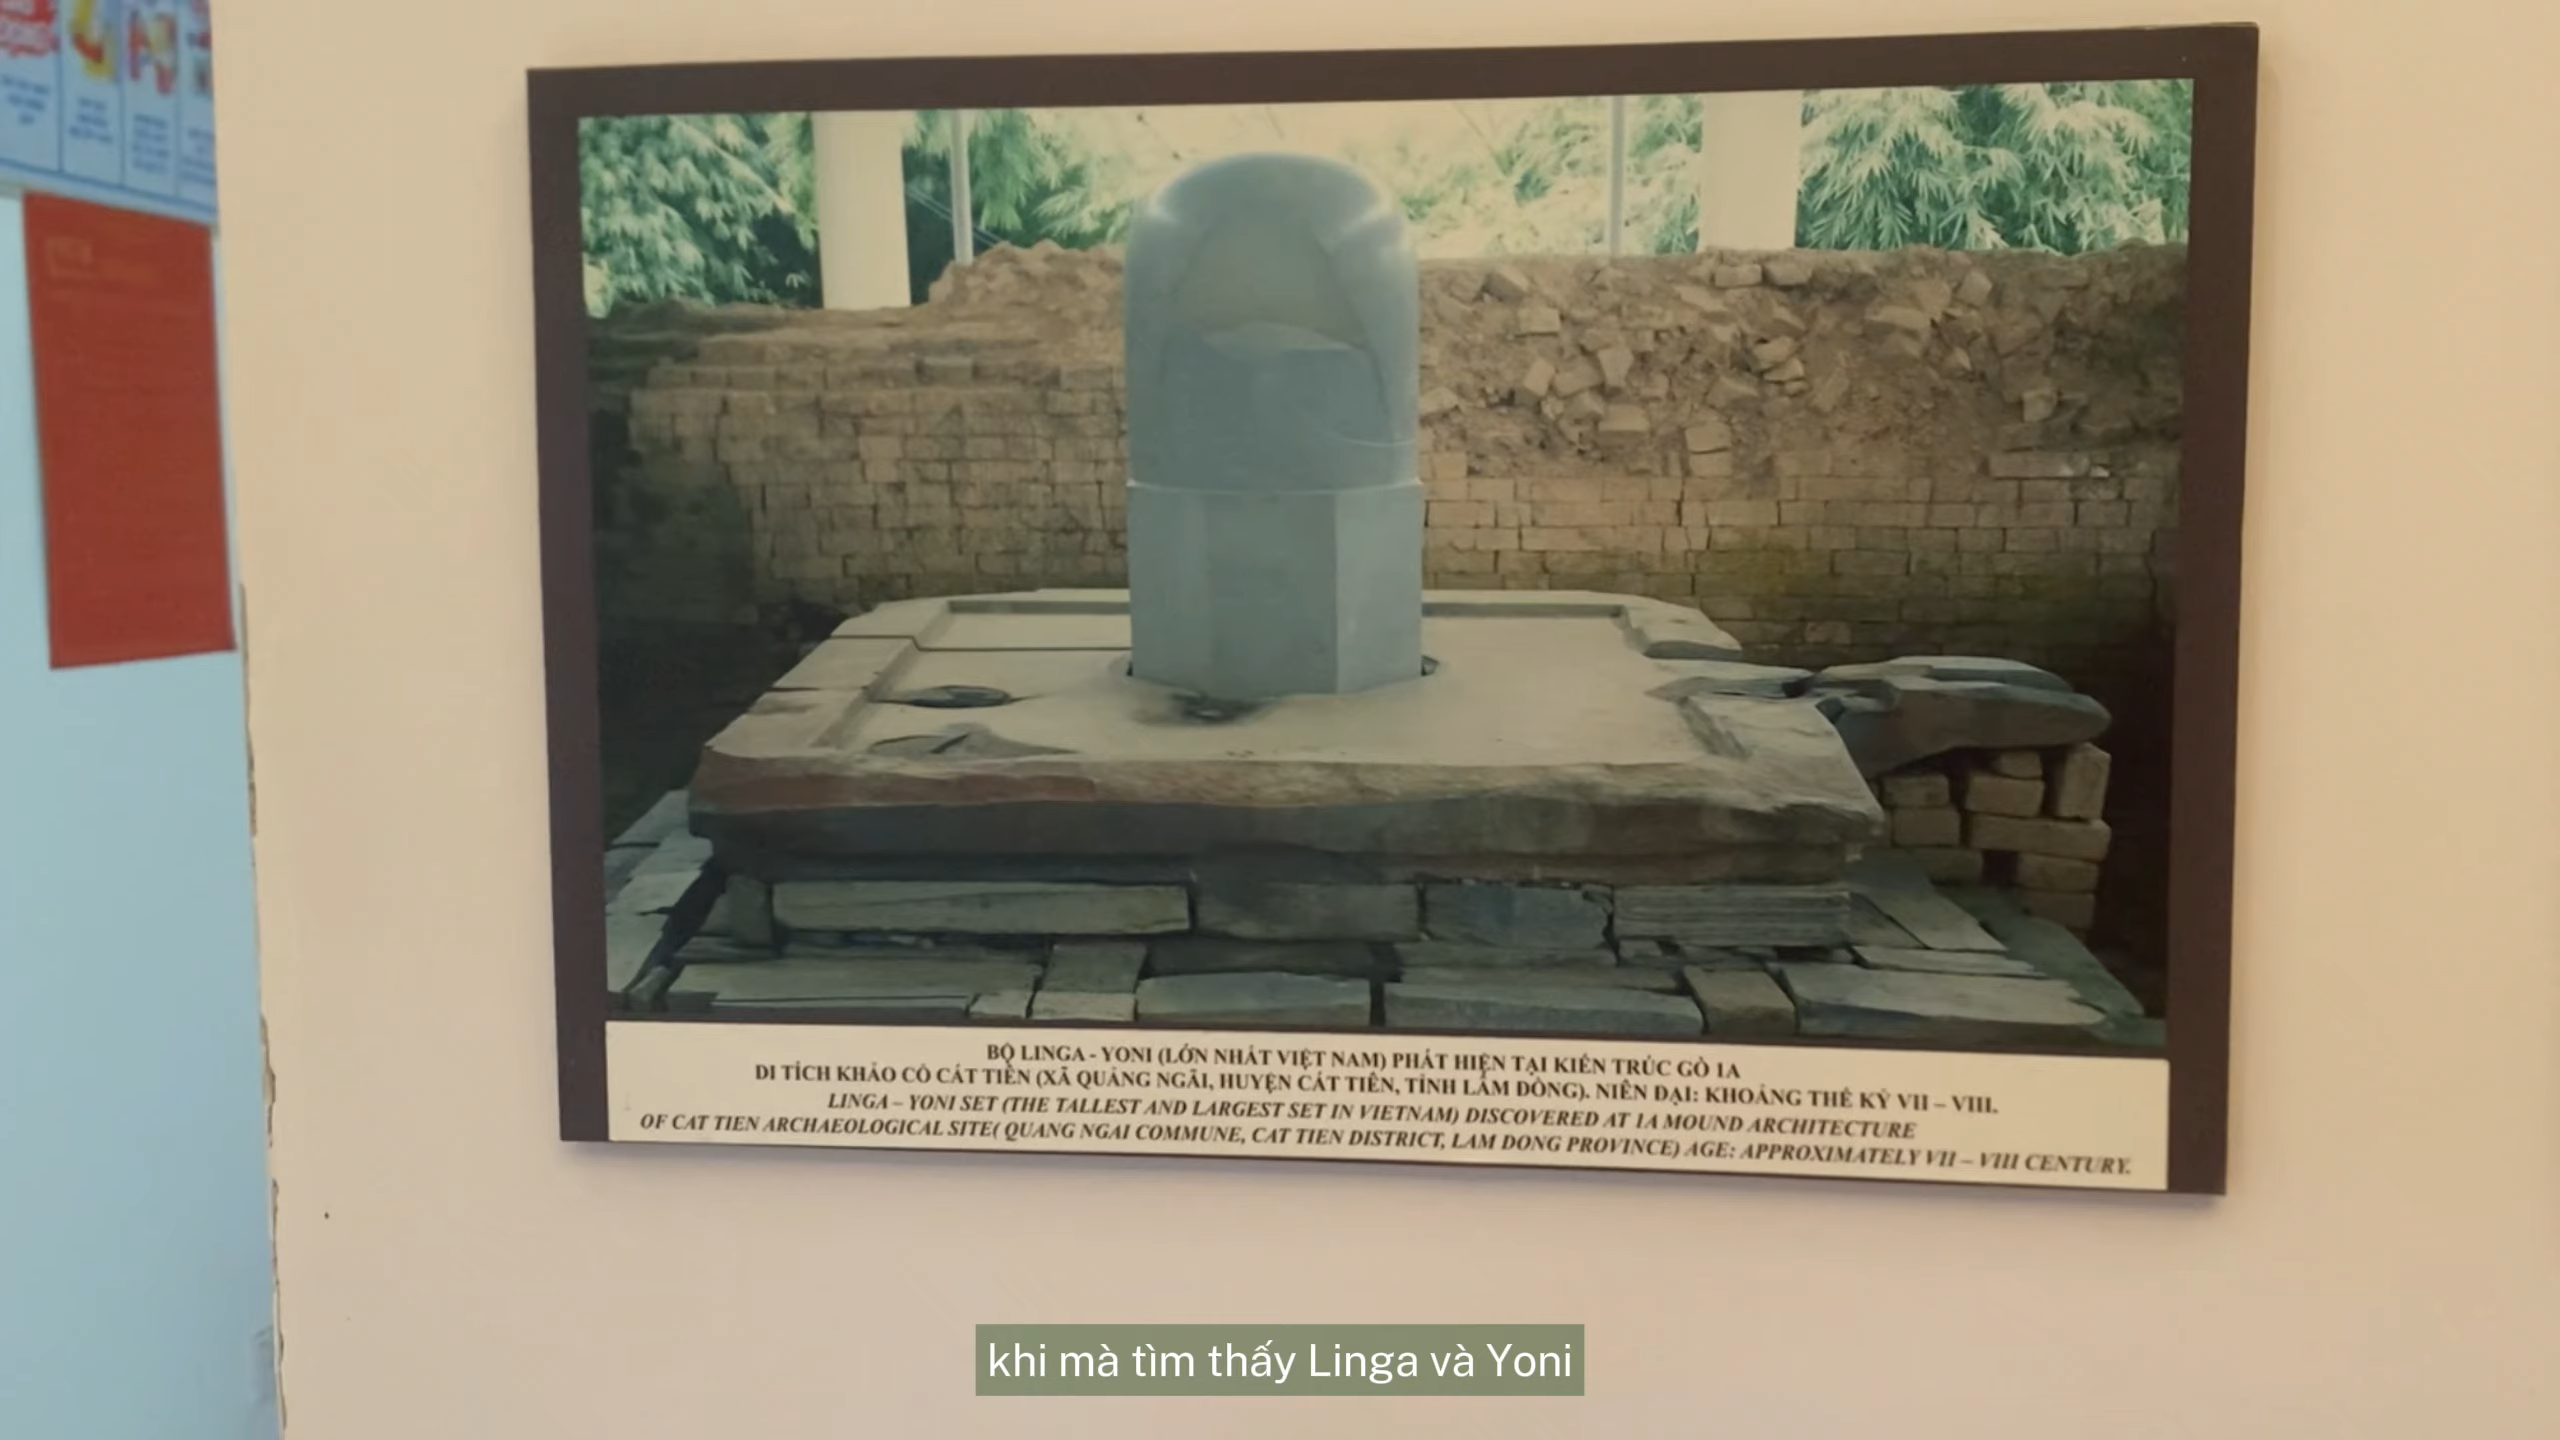 BỘ LINGA - YONI (LỚN NHẤT VIỆT NAM) PHÁT HIỆN TẠI KIẾN TRÚC GÒ 1A
DI TÍCH KHẢO CỔ CÁT TIÊN (XÃ QUẢNG NGÃI, HUYỆN CÁT TIÊN, TỈNH LÂM ĐỒNG). NIÊN ĐẠI: KHOẢNG THẾ KỶ VII – VIII.
LINGA – YONI SET (THE TALLEST AND LARGEST SET IN VIETNAM) DISCOVERED AT 1A MOUND ARCHITECTURE
OF CAT TIEN ARCHAEOLOGICAL SITE( QUANG NGAI COMMUNE, CAT TIEN DISTRICT, LAM DONG PROVINCE) AGE: APPROXIMATELY VII – VIII CENTURY.
khi mà tìm thấy Linga và Yoni